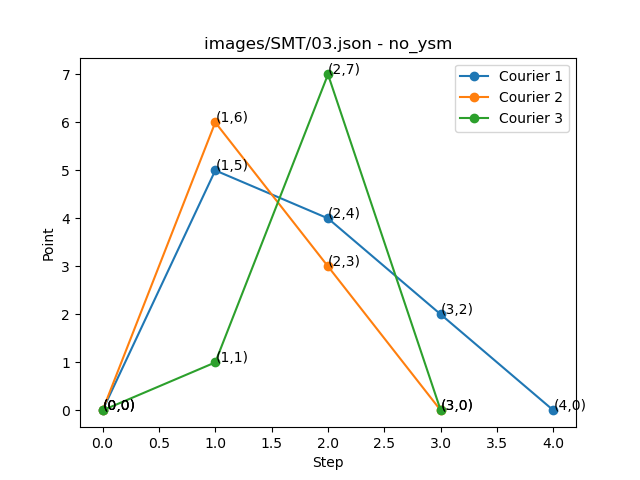 images/SMT/03.json - no_ysm
Point
7
6
5
4
3
2
1
0
(2,7)
(1,6)
(1,5)
(2,4)
(2,3)
(3,2)
(1,1)
(0,0)
(3,0)
(4,0)
Courier 1
Courier 2
Courier 3
0.0 0.5 1.0 1.5 2.0 2.5 3.0 3.5 4.0
Step